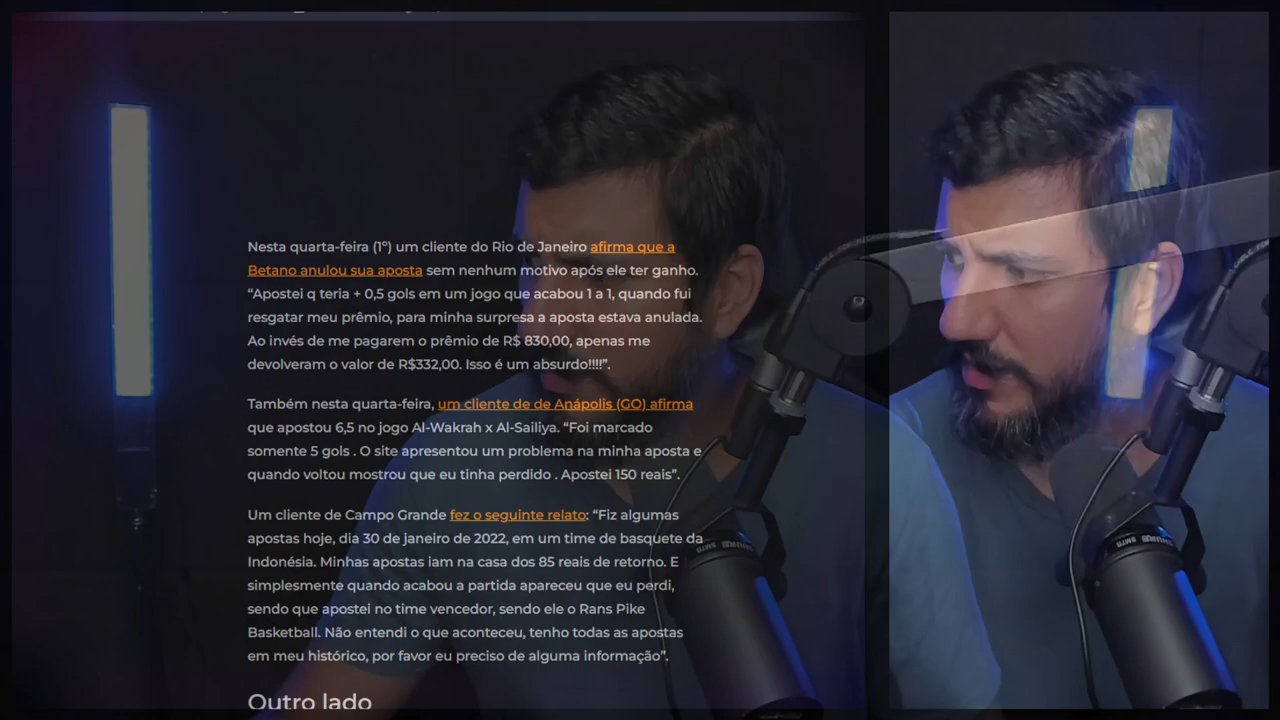 Nesta quarta-feira (1º) um cliente do Rio de Janeiro afirma que a
Betano anulou sua aposta sem nenhum motivo após ele ter ganho.
“Apostei q teria + 0,5 gols em um jogo que acabou 1 a 1, quando fui
resgatar meu prêmio, para minha surpresa a aposta estava anulada.
Ao invés de me pagarem o prêmio de R$ 830,00, apenas me
devolveram o valor de R$332,00. Isso é um absurdo!!!!”.
Também nesta quarta-feira, um cliente de de Anápolis (GO) afirma
que apostou 6,5 no jogo Al-Wakrah x Al-Sailiya. “Foi marcado
somente 5 gols . O site apresentou um problema na minha aposta e
quando voltou mostrou que eu tinha perdido . Apostei 150 reais”.
Um cliente de Campo Grande fez o seguinte relato: “Fiz algumas
apostas hoje, dia 30 de janeiro de 2022, em um time de basquete da
Indonésia. Minhas apostas iam na casa dos 85 reais de retorno. E
simplesmente quando acabou a partida apareceu que eu perdi,
sendo que apostei no time vencedor, sendo ele o Rans Pike
Basketball. Não entendi o que aconteceu, tenho todas as apostas
em meu histórico, por favor eu preciso de alguma informação”.
Outro lado